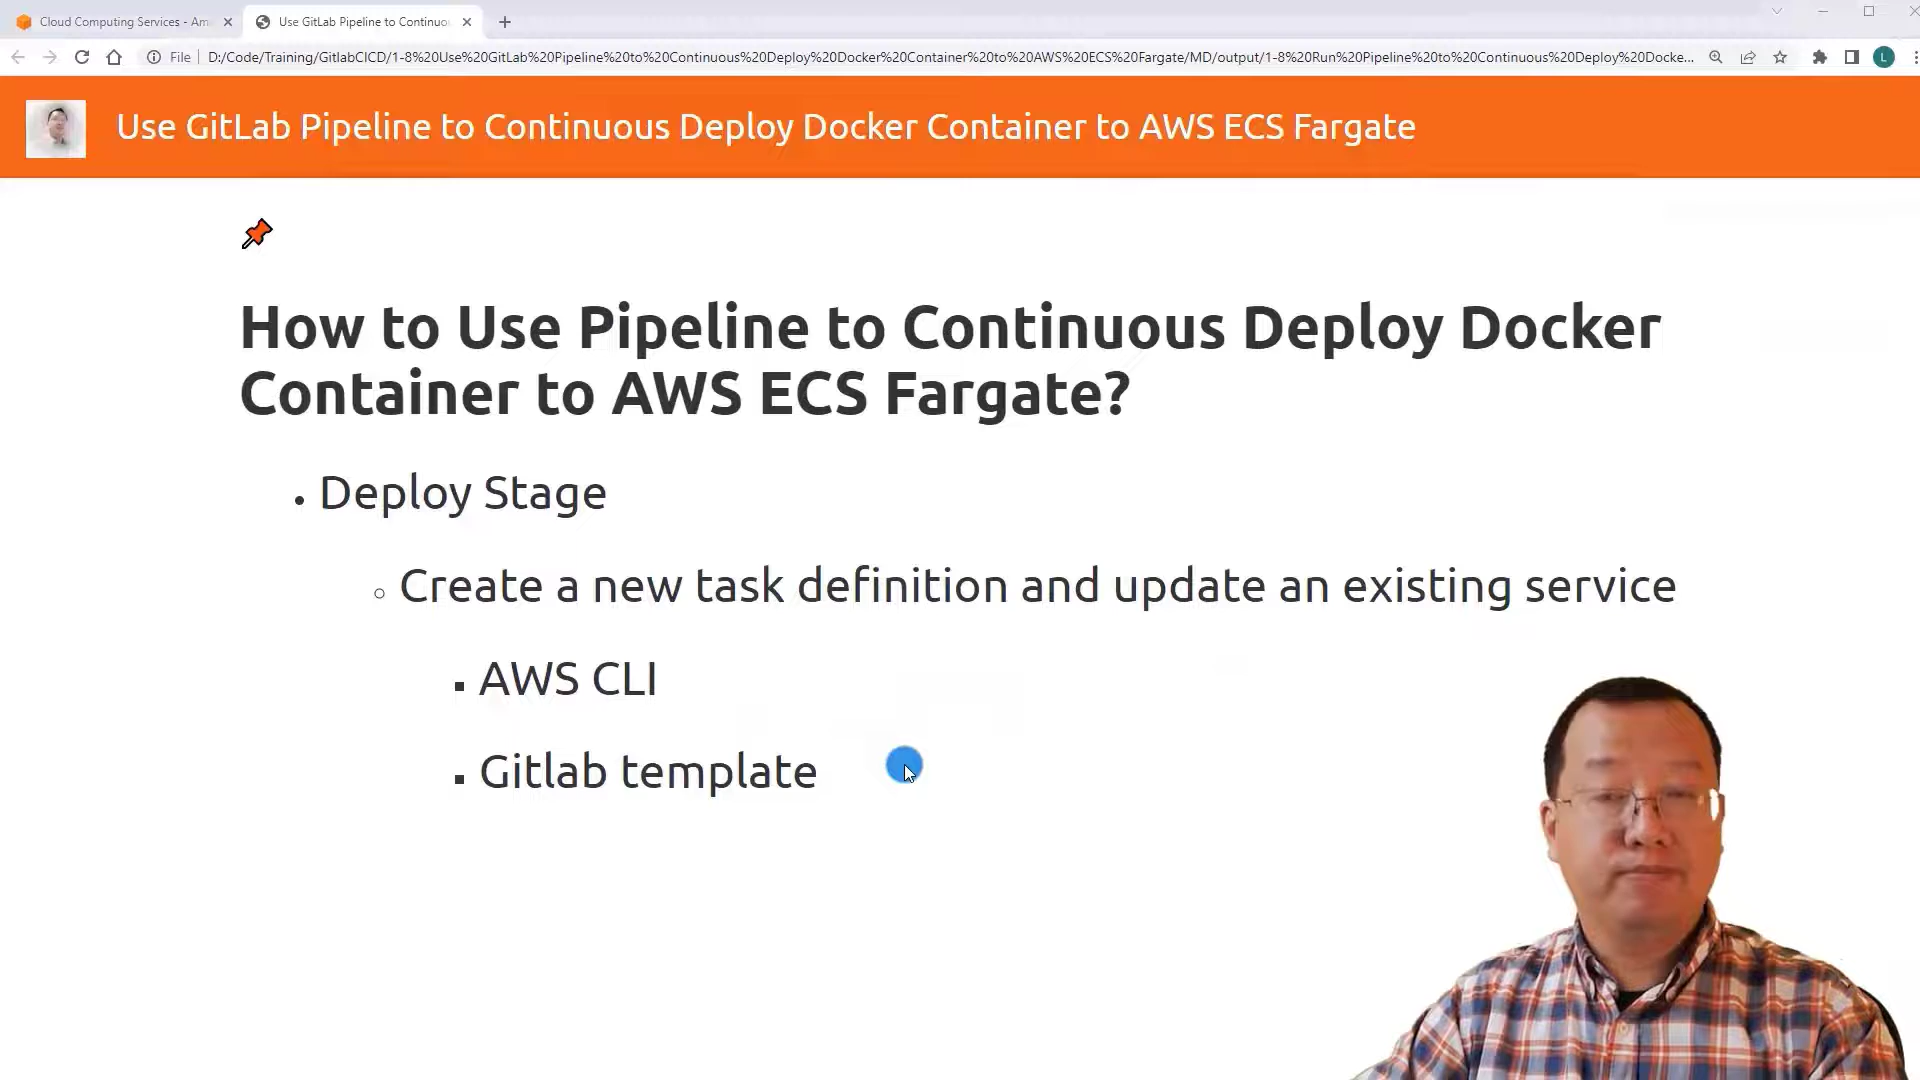 Cloud Computing Services - Am
Use GitLab Pipeline to Continuou
File
D:/Code/Training/GitlabCICD/1-8%20Use%20GitLab%20Pipeline%20to%20Continuous%20Deploy%20Docker%20Container%20to%20AWS%20ECS%20Fargate/MD/output/1-8%20Run%20Pipeline%20to%20Continuous%20Deploy%20Docke...
L
Use GitLab Pipeline to Continuous Deploy Docker Container to AWS ECS Fargate
How to Use Pipeline to Continuous Deploy Docker
Container to AWS ECS Fargate?
Deploy Stage
Create a new task definition and update an existing service
AWS CLI
Gitlab template